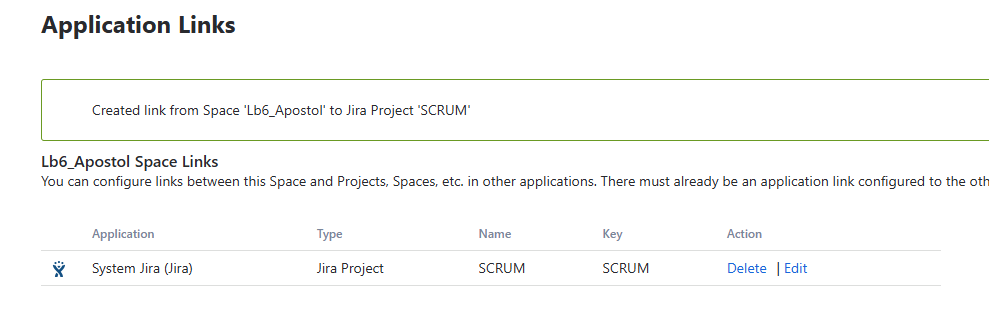 Application Links
Created link from Space 'Lb6_Apostol' to Jira Project 'SCRUM'
Lb6_Apostol Space Links
You can configure links between this Space and Projects, Spaces, etc. in other applications. There must already be an application link configured to the oth
Application Type Name Key Action
System Jira (Jira) Jira Project SCRUM SCRUM Delete | Edit